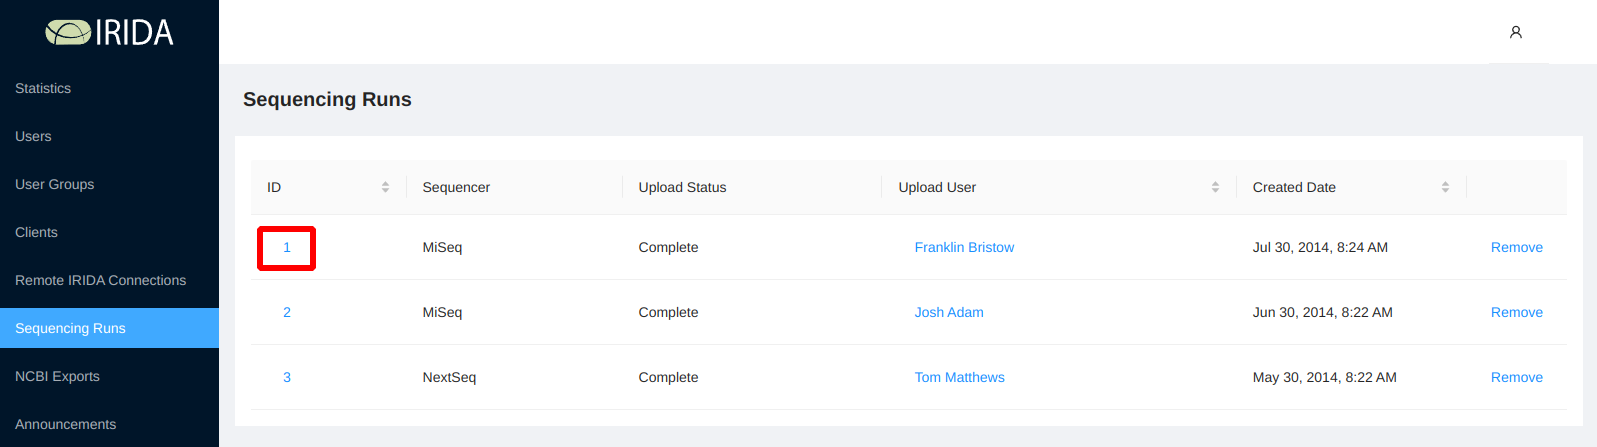 IRIDA
Statistics
Users
User Groups
Clients
Remote IRIDA Connections
Sequencing Runs
NCBI Exports
Announcements
Sequencing Runs
ID Sequencer Upload Status Upload User Created Date
1 MiSeq Complete Franklin Bristow Jul 30, 2014, 8:24 AM Remove
2 MiSeq Complete Josh Adam Jun 30, 2014, 8:22 AM Remove
3 NextSeq Complete Tom Matthews May 30, 2014, 8:22 AM Remove